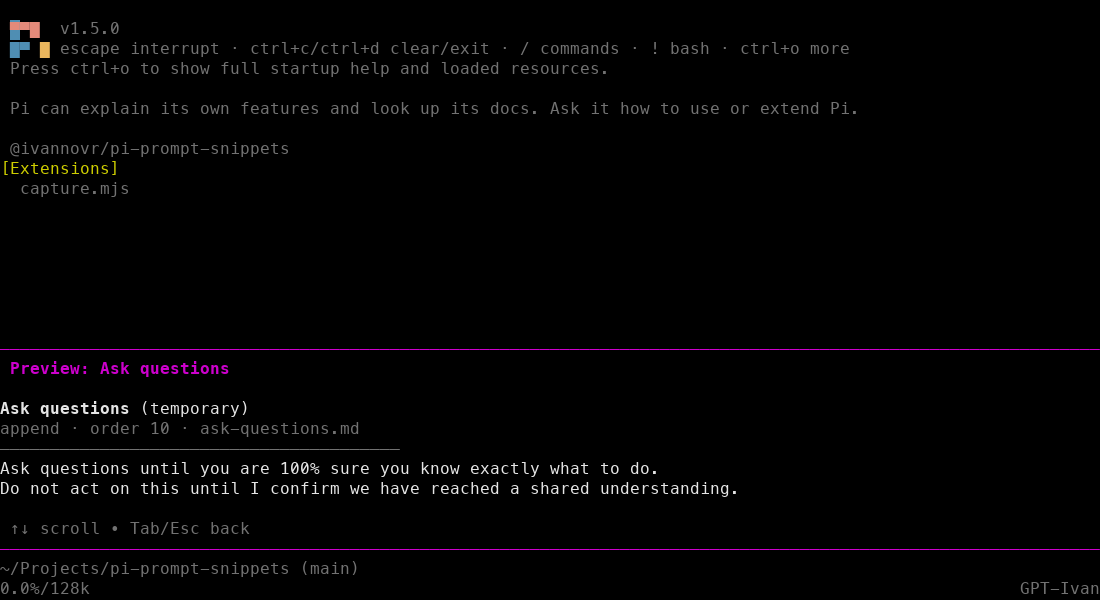 v1.5.0
escape interrupt · ctrl+c/ctrl+d clear/exit · / commands · ! bash · ctrl+o more
Press ctrl+o to show full startup help and loaded resources.
Pi can explain its own features and look up its docs. Ask it how to use or extend Pi.
@ivannovr/pi-prompt-snippets
[Extensions]
capture.mjs
Preview: Ask questions
Ask questions (temporary)
append · order 10 · ask-questions.md
Ask questions until you are 100% sure you know exactly what to do.
Do not act on this until I confirm we have reached a shared understanding.
↑↓ scroll • Tab/Esc back
~/Projects/pi-prompt-snippets (main)
0.0%/128k GPT-Ivan